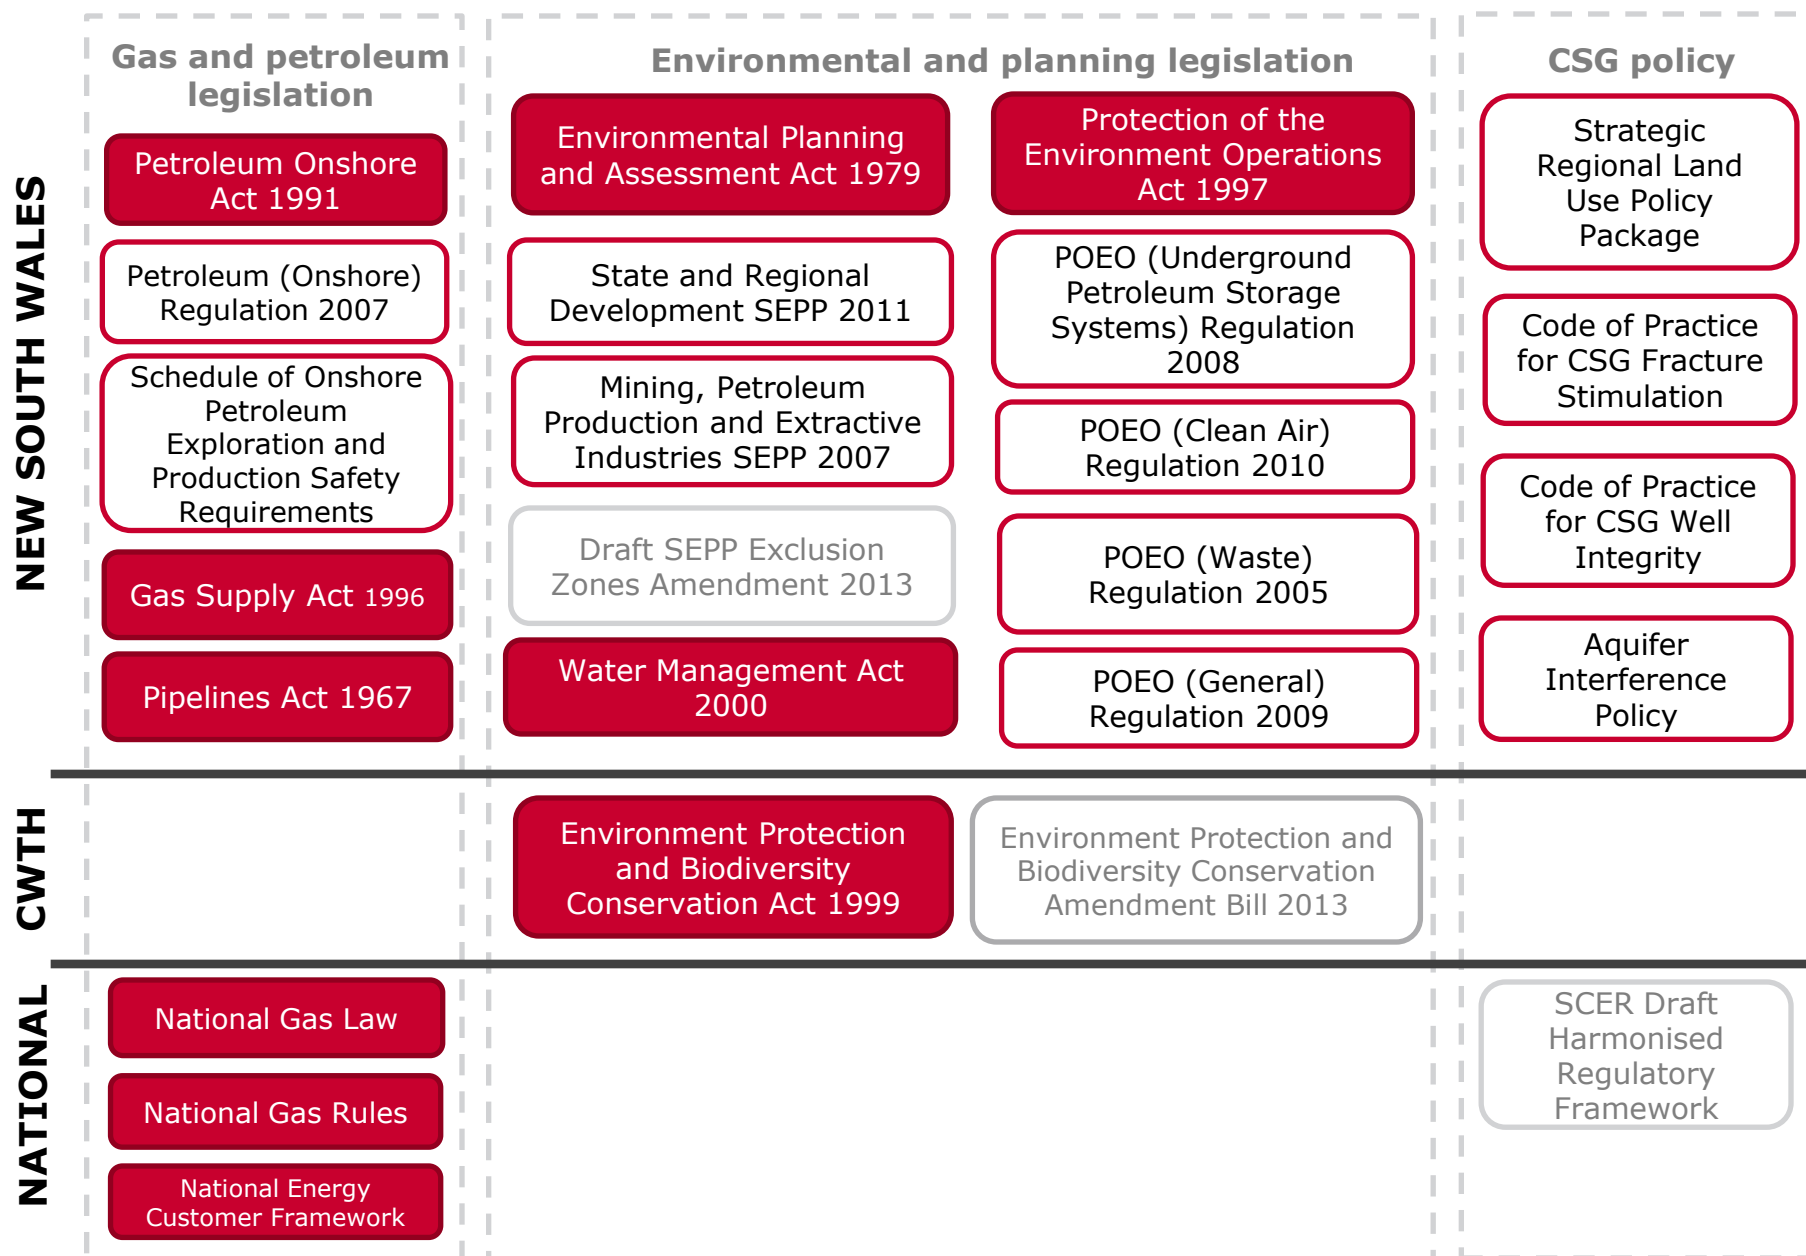 NEW SOUTH WALES
Gas and petroleum
legislation
Petroleum Onshore
Act 1991
Petroleum (Onshore)
Regulation 2007
Schedule of Onshore
Petroleum
Exploration and
Production Safety
Requirements
Gas Supply Act 1996
Pipelines Act 1967
Environmental and planning legislation
Environmental Planning
and Assessment Act 1979
State and Regional
Development SEPP 2011
Mining, Petroleum
Production and Extractive
Industries SEPP 2007
Draft SEPP Exclusion
Zones Amendment 2013
Water Management Act
2000
Protection of the
Environment Operations
Act 1997
POEO (Underground
Petroleum Storage
Systems) Regulation
2008
POEO (Clean Air)
Regulation 2010
POEO (Waste)
Regulation 2005
POEO (General)
Regulation 2009
CSG policy
Strategic
Regional Land
Use Policy
Package
Code of Practice
for CSG Fracture
Stimulation
Code of Practice
for CSG Well
Integrity
Aquifer
Interference
Policy
CWTH
Environment Protection
and Biodiversity
Conservation Act 1999
Environment Protection and
Biodiversity Conservation
Amendment Bill 2013
NATIONAL
National Gas Law
National Gas Rules
National Energy
Customer Framework
SCER Draft
Harmonised
Regulatory
Framework